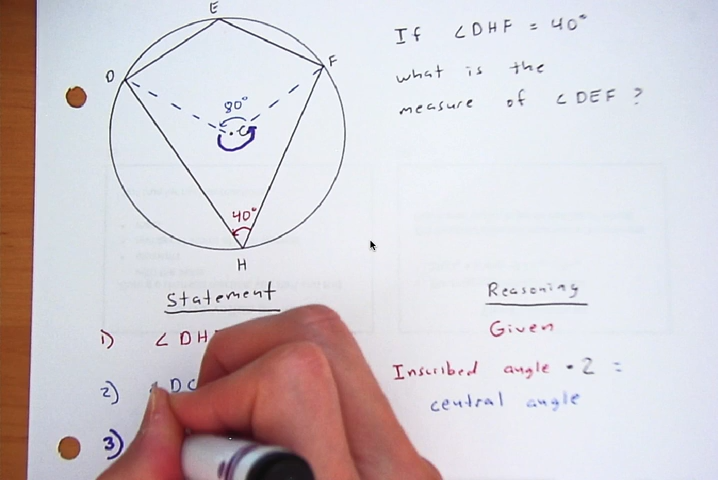 E
If ∠DHF = 40°
what is the
measure of ∠DEF ?
D
F
80°
C
40°
H
Statement
Reasoning
1) ∠DH
Given
2) DC
Inscribed angle • 2 =
central angle
3)